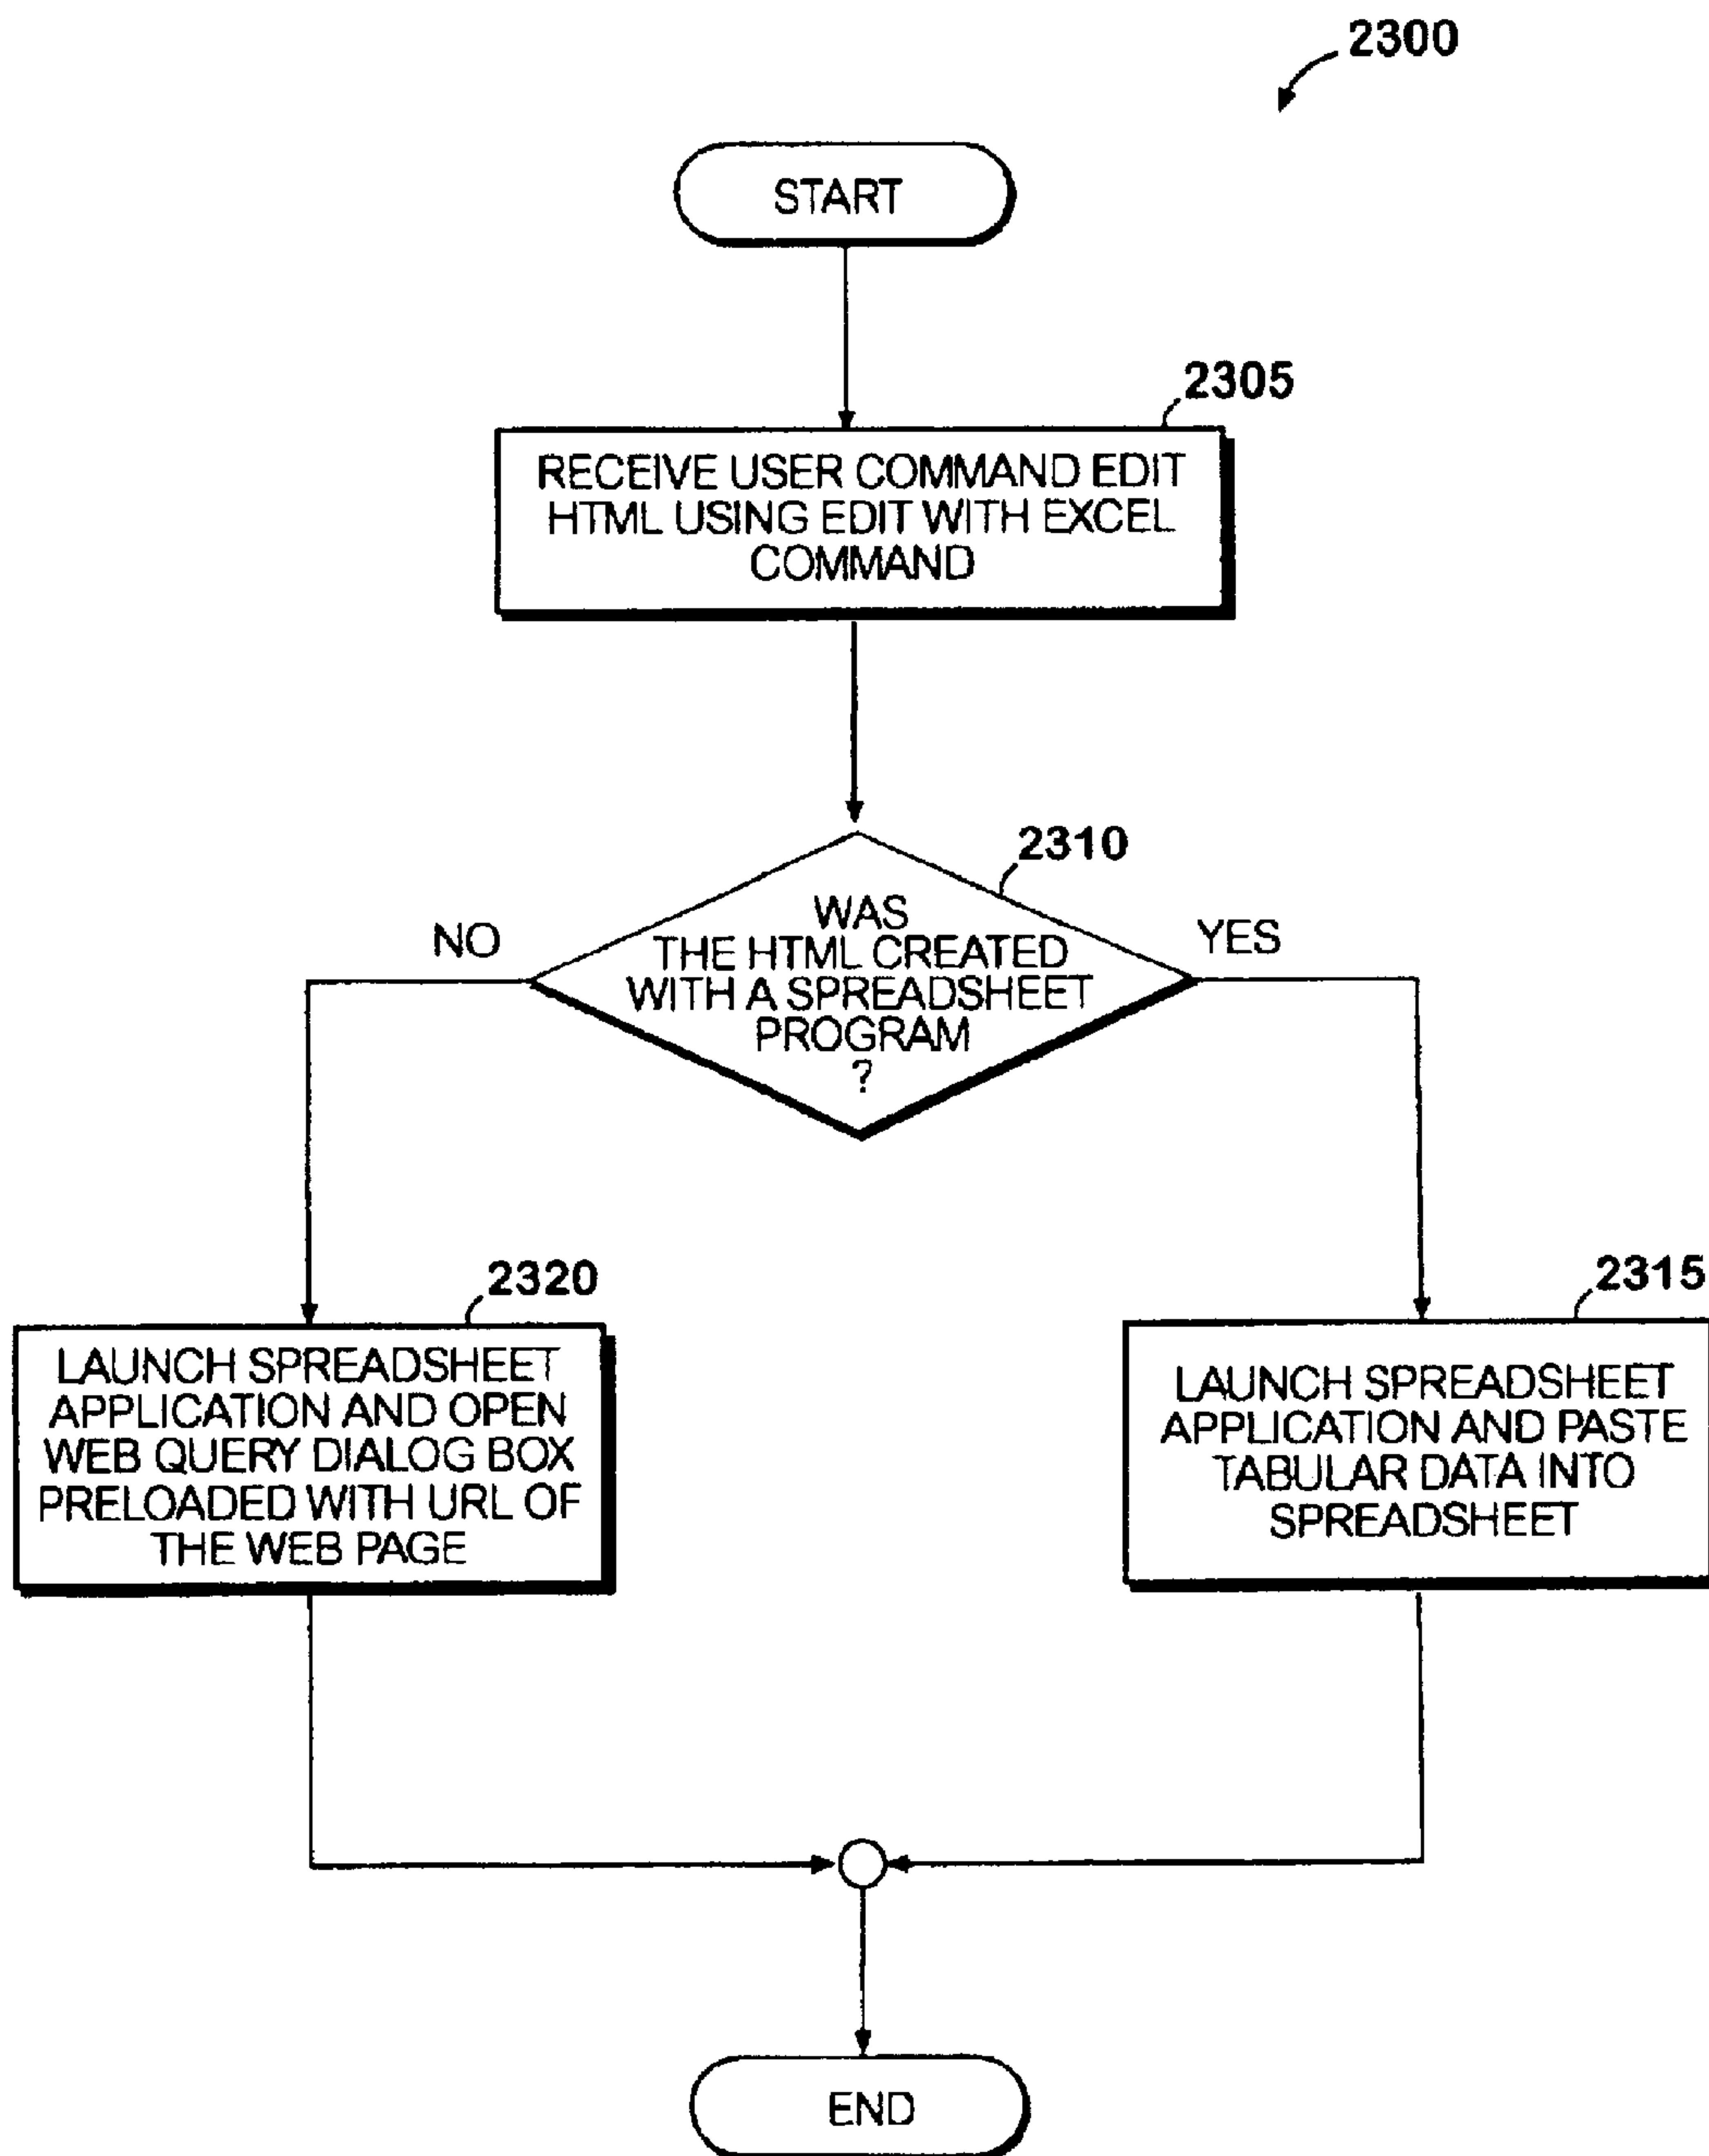 2300
START
2305
RECEIVE USER COMMAND EDIT
HTML USING EDIT WITH EXCEL
COMMAND
2310
WAS
THE HTML CREATED
WITH A SPREADSHEET
PROGRAM
?
NO
YES
2320
LAUNCH SPREADSHEET
APPLICATION AND OPEN
WEB QUERY DIALOG BOX
PRELOADED WITH URL OF
THE WEB PAGE
2315
LAUNCH SPREADSHEET
APPLICATION AND PASTE
TABULAR DATA INTO
SPREADSHEET
END